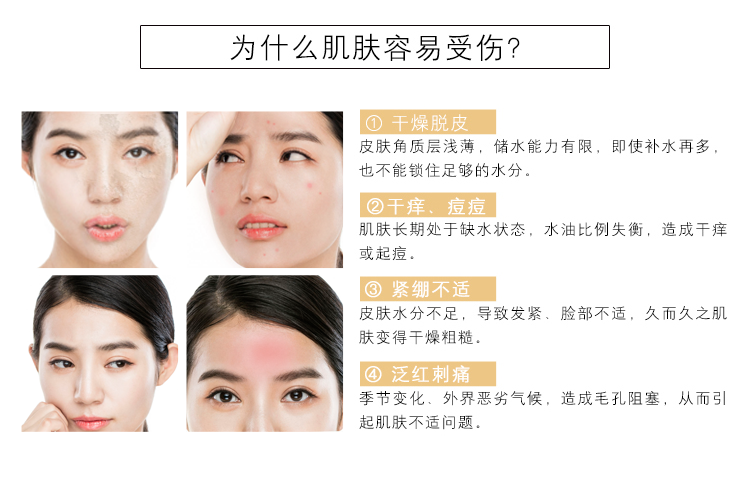 为什么肌肤容易受伤?
① 干燥脱皮
皮肤角质层浅薄，储水能力有限，即使补水再多，
也不能锁住足够的水分。
②干痒、痘痘
肌肤长期处于缺水状态，水油比例失衡，造成干痒
或起痘。
③ 紧绷不适
皮肤水分不足，导致发紧、脸部不适，久而久之肌
肤变得干燥粗糙。
④ 泛红刺痛
季节变化、外界恶劣气候，造成毛孔阻塞，从而引
起肌肤不适问题。